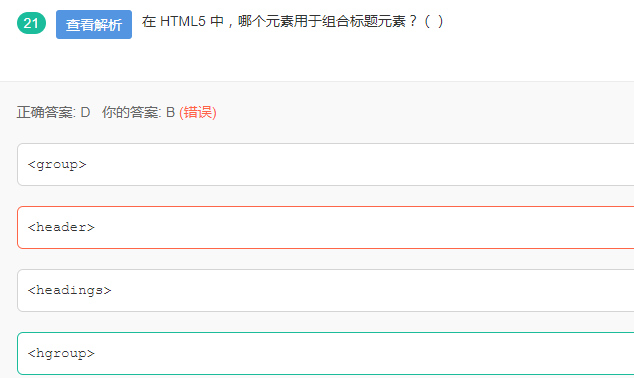 21 查看解析 在 HTML5 中，哪个元素用于组合标题元素？（ ）
正确答案: D 你的答案: B (错误)
<group>
<header>
<headings>
<hgroup>